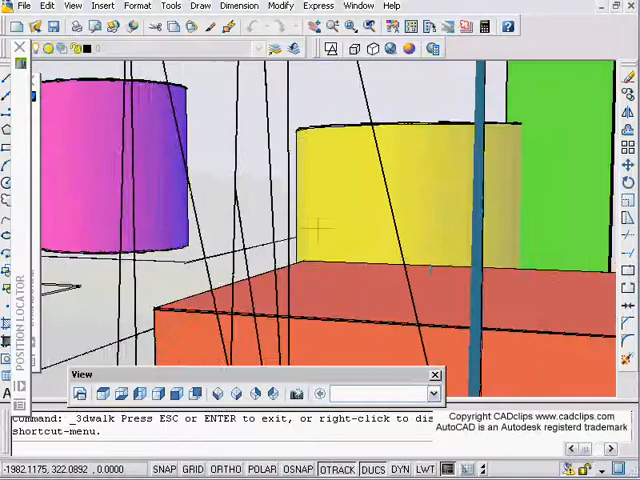 File Edit View Insert Format Tools Draw Dimension Modify Express Window Help
0
POSITION LOCATOR
View
Command: _3dwalk Press ESC or ENTER to exit, or right-click to dis
shortcut-menu.
Copyright CADclips www.cadclips.com
AutoCAD is an Autodesk registerd trademark
-1982.1175, 322.0892, 0.0000 SNAP GRID ORTHO POLAR OSNAP OTRACK DUCS DYN LWT